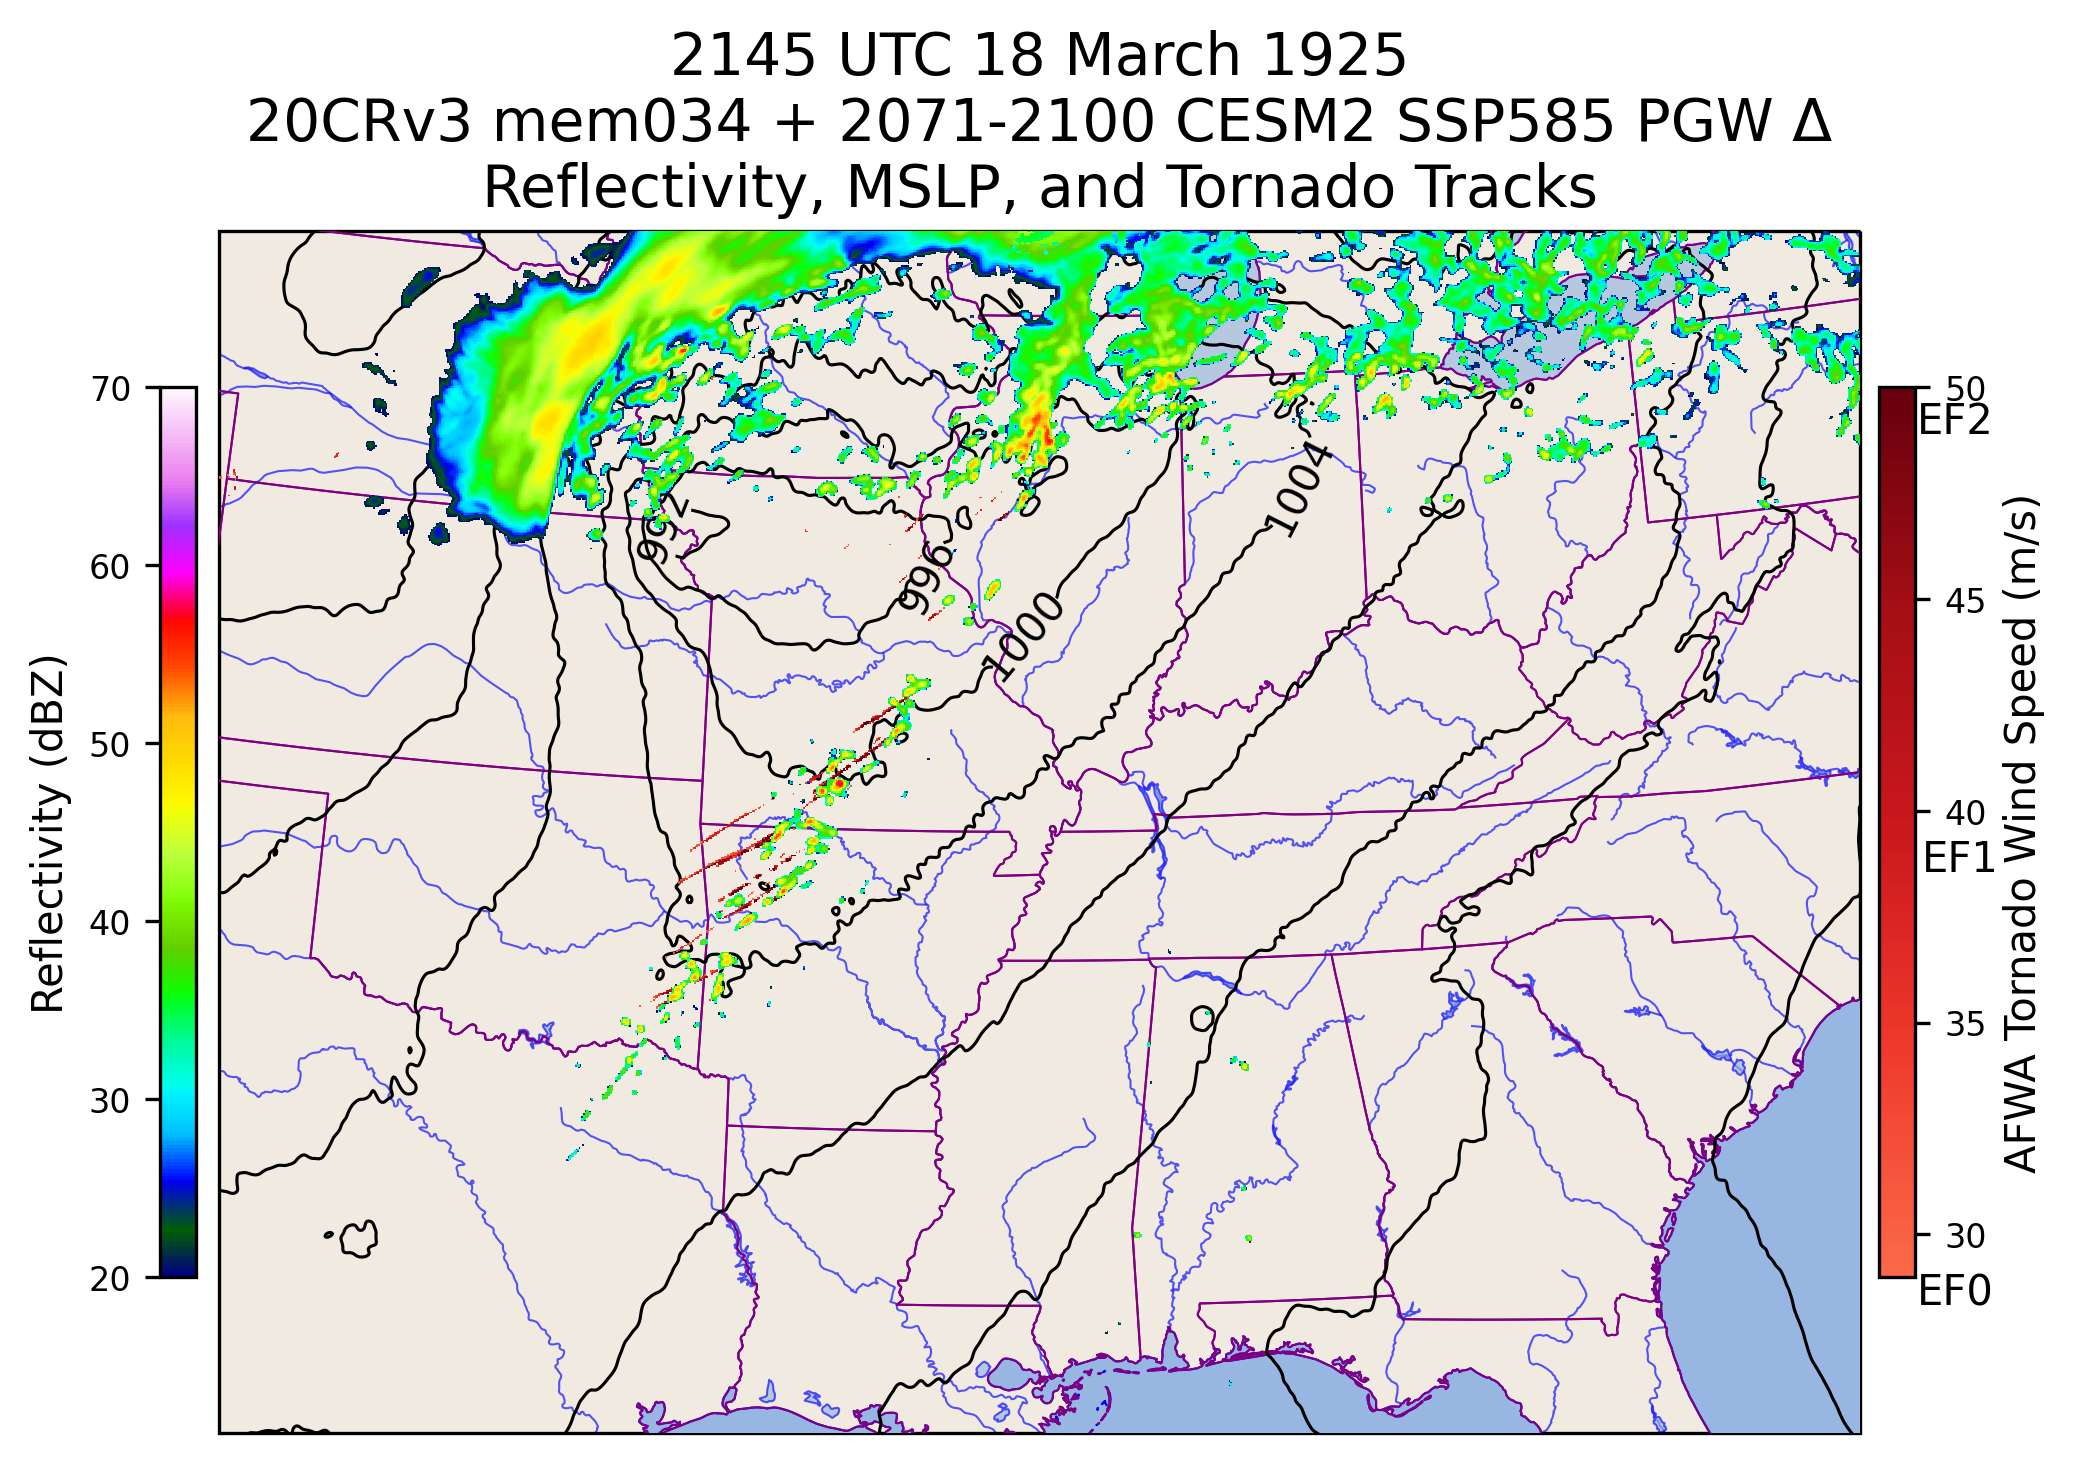 2145 UTC 18 March 1925
20CRv3 mem034 + 2071-2100 CESM2 SSP585 PGW Δ
Reflectivity, MSLP, and Tornado Tracks
70
60
50
40
30
20
Reflectivity (dBZ)
992
996
1000
1004
50
EF2
45
40
EF1
35
30
EF0
AFWA Tornado Wind Speed (m/s)